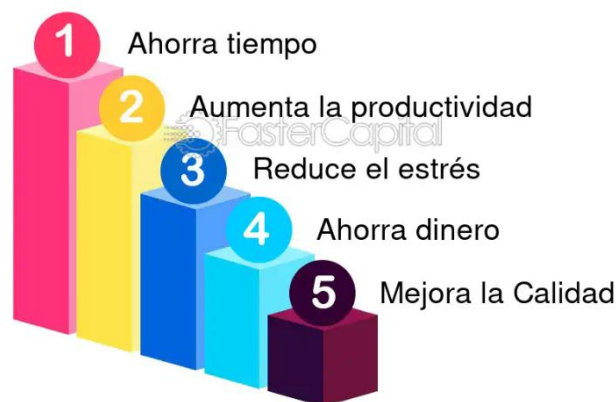 1 Ahorra tiempo
2 Aumenta la productividad
FasterCapital
3 Reduce el estrés
4 Ahorra dinero
5 Mejora la Calidad